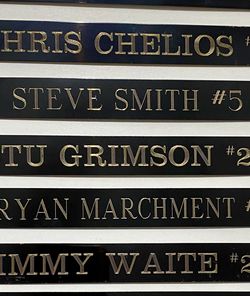 HRIS CHELIOS #
STEVE SMITH #5
TU GRIMSON #2
RYAN MARCHMENT #
IMMY WAITE #2